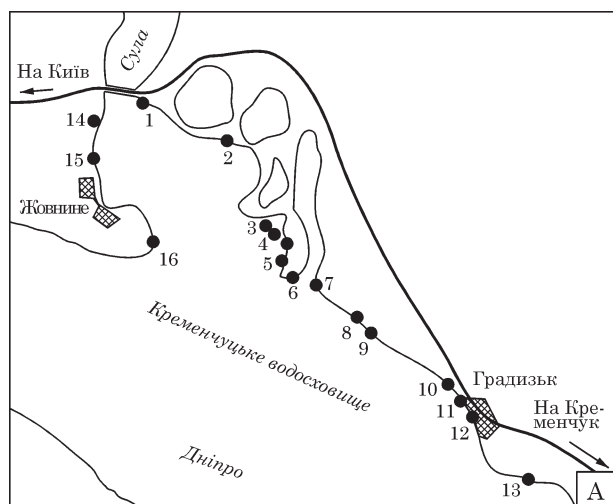 Сула
На Київ
1
14
2
15
Жовнине
3
4
16
5
6
7
Кременчуцьке водосховище
8
9
10
Градизьк
11
На Кре-
менчук
12
Дніпро
13
А